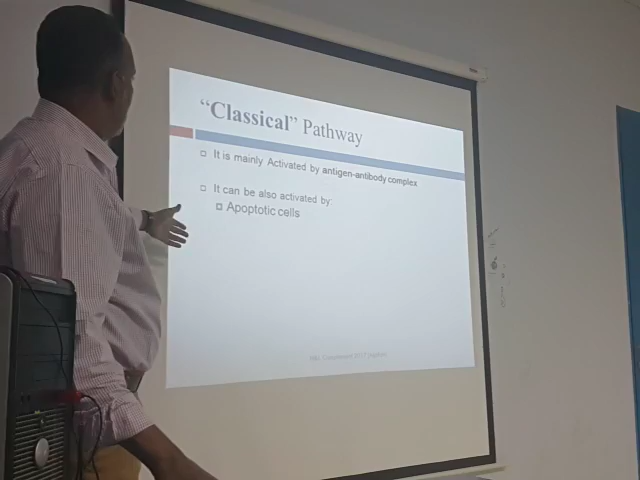 “Classical” Pathway
It is mainly Activated by antigen-antibody complex
It can be also activated by:
Apoptotic cells